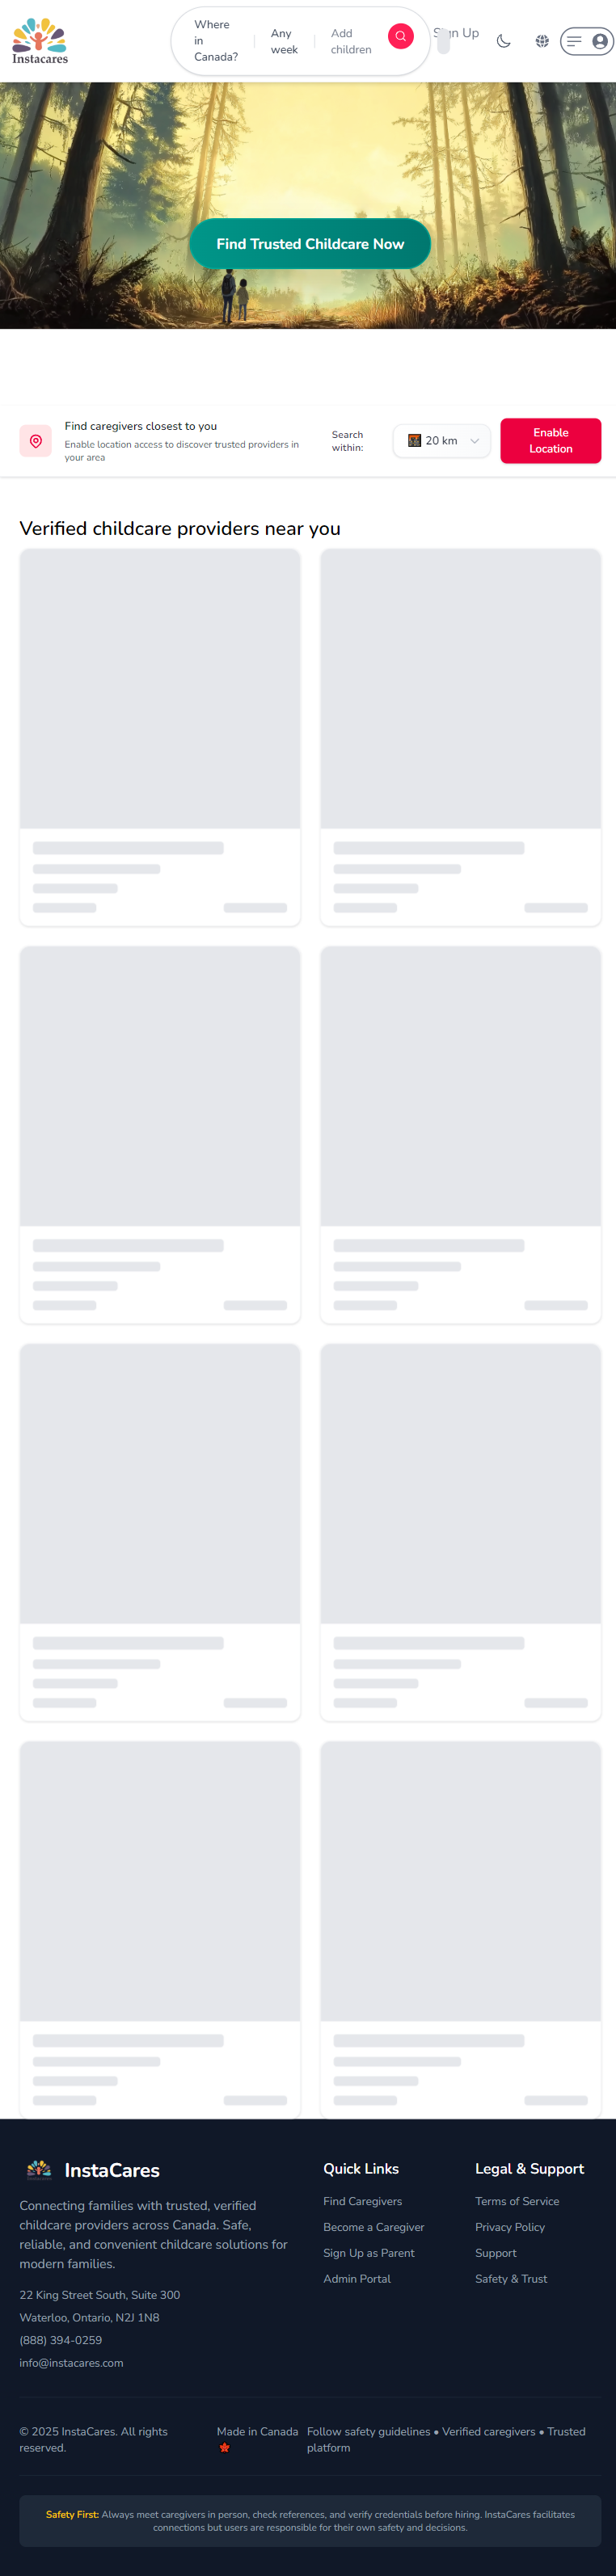 Instacares
Where
in
Canada?
Any
week
Add
children
Sign Up
Find Trusted Childcare Now
Find caregivers closest to you
Enable location access to discover trusted providers in
your area
Search
within:
20 km
Enable
Location
Verified childcare providers near you
InstaCares
Connecting families with trusted, verified
childcare providers across Canada. Safe,
reliable, and convenient childcare solutions for
modern families.
22 King Street South, Suite 300
Waterloo, Ontario, N2J 1N8
(888) 394-0259
info@instacares.com
Quick Links
Find Caregivers
Become a Caregiver
Sign Up as Parent
Admin Portal
Legal & Support
Terms of Service
Privacy Policy
Support
Safety & Trust
© 2025 InstaCares. All rights
reserved.
Made in Canada
Follow safety guidelines • Verified caregivers • Trusted
platform
Safety First: Always meet caregivers in person, check references, and verify credentials before hiring. InstaCares facilitates
connections but users are responsible for their own safety and decisions.